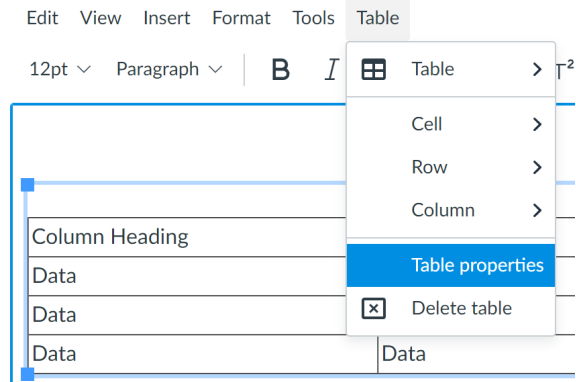 Edit View Insert Format Tools Table
12pt Paragraph B I T²
Table
Cell
Row
Column
Table properties
Delete table
Column Heading
Data
Data
Data Data